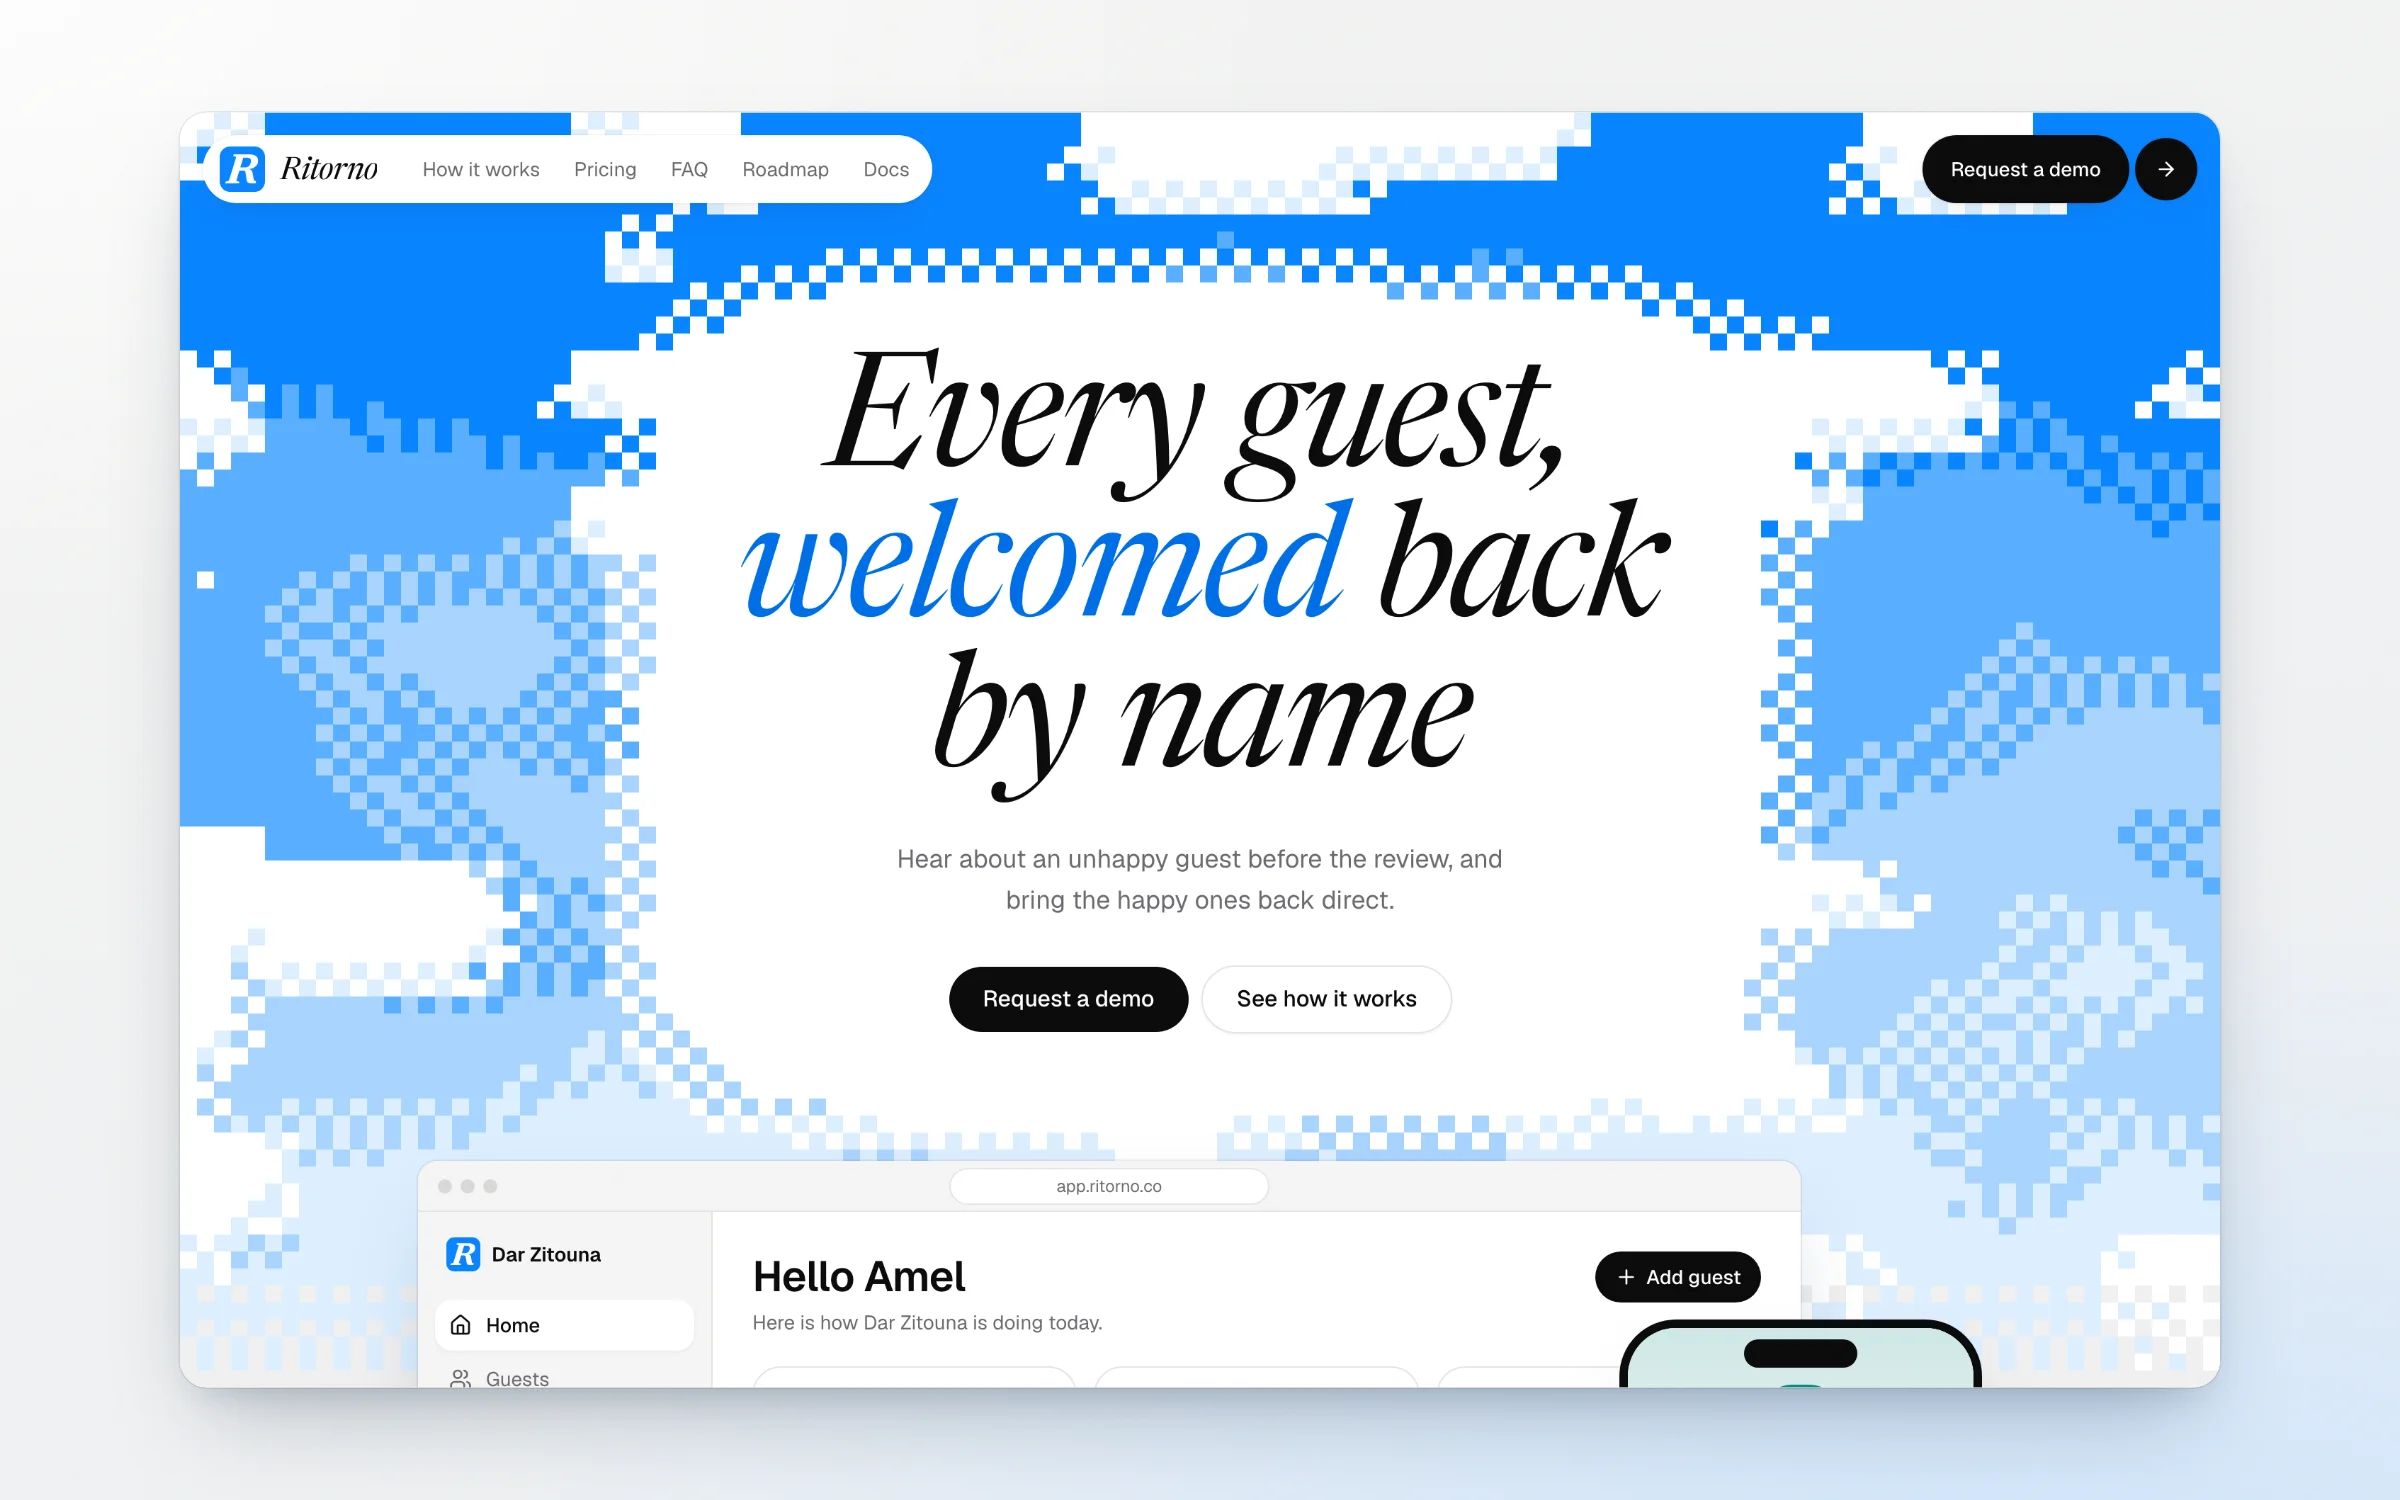 R Ritorno How it works Pricing FAQ Roadmap Docs Request a demo
Every guest,
welcomed back
by name
Hear about an unhappy guest before the review, and
bring the happy ones back direct.
Request a demo See how it works
app.ritorno.co
R Dar Zitouna
Home
Guests
Hello Amel
Here is how Dar Zitouna is doing today.
Add guest